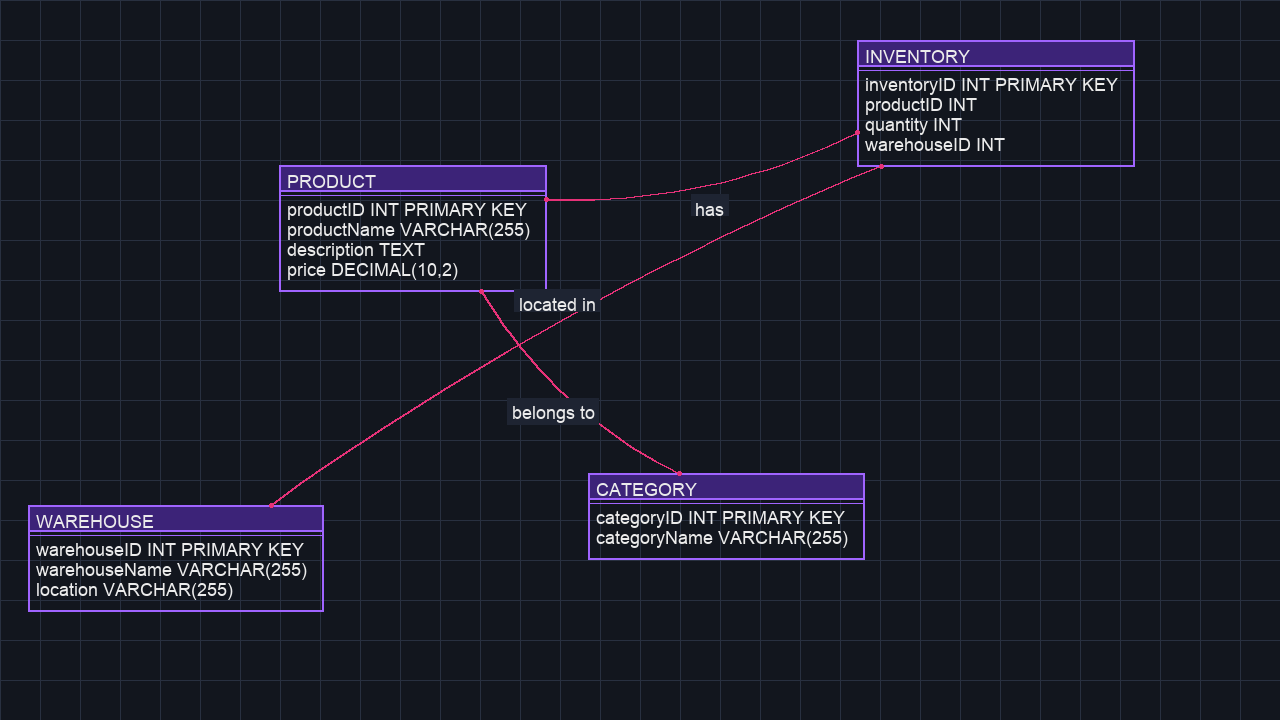 INVENTORY
inventoryID INT PRIMARY KEY
productID INT
quantity INT
warehouseID INT
PRODUCT
productID INT PRIMARY KEY
productName VARCHAR(255)
description TEXT
price DECIMAL(10,2)
has
located in
belongs to
CATEGORY
categoryID INT PRIMARY KEY
categoryName VARCHAR(255)
WAREHOUSE
warehouseID INT PRIMARY KEY
warehouseName VARCHAR(255)
location VARCHAR(255)